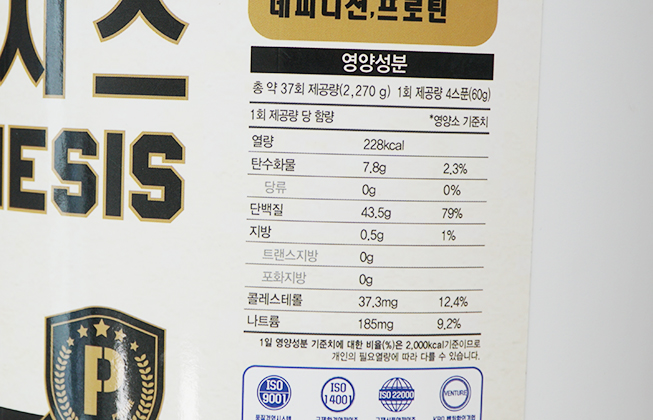 데피니션,프로틴
시스
NESIS
영양성분
총 약 37회 제공량(2,270 g) 1회 제공량 4스푼(60g)
1회 제공량 당 함량 *영양소 기준치
열량 228kcal
탄수화물 7.8g 2.3%
당류 0g 0%
단백질 43.5g 79%
지방 0.5g 1%
트랜스지방 0g
포화지방 0g
콜레스테롤 37.3mg 12.4%
나트륨 185mg 9.2%
1일 영양성분 기준치에 대한 비율(%)은 2,000kcal기준이므로
개인의 필요열량에 따라 다를 수 있습니다.
P
ISO 9001
ISO 14001
ISO 22000
VENTURE